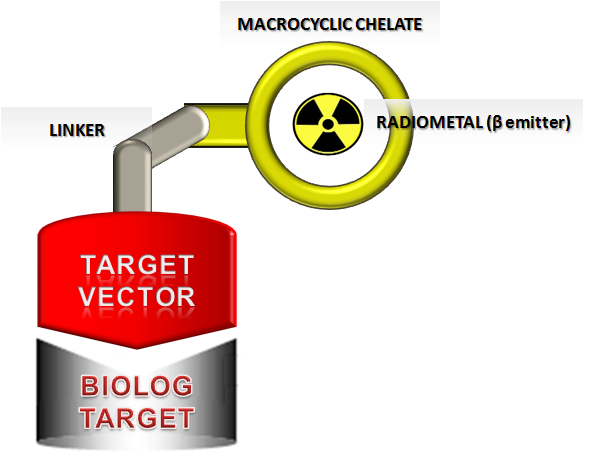 MACROCYCLIC CHELATE
LINKER
RADIOMETAL (β emitter)
TARGET
VECTOR
BIOLOG
TARGET